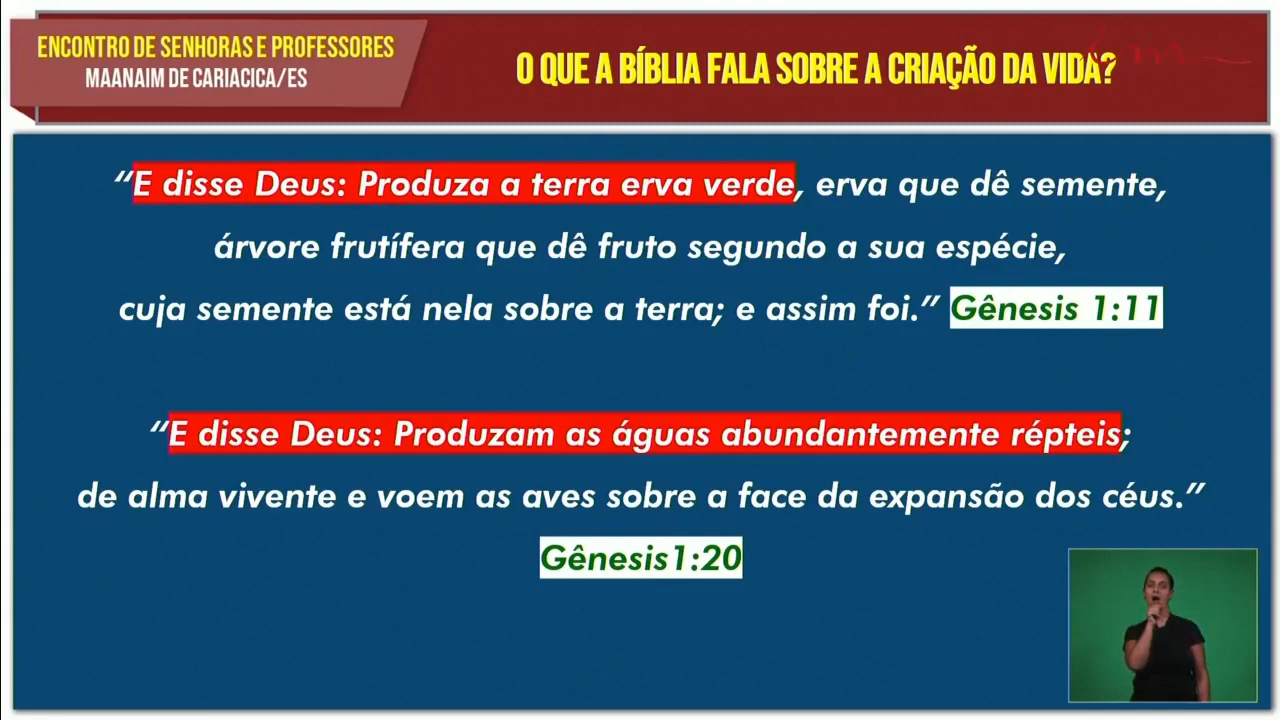 ENCONTRO DE SENHORAS E PROFESSORES
MAANAIM DE CARIACICA/ES
O QUE A BÍBLIA FALA SOBRE A CRIAÇÃO DA VIDA?
“E disse Deus: Produza a terra erva verde, erva que dê semente,
árvore frutífera que dê fruto segundo a sua espécie,
cuja semente está nela sobre a terra; e assim foi.” Gênesis 1:11
“E disse Deus: Produzam as águas abundantemente répteis;
de alma vivente e voem as aves sobre a face da expansão dos céus.”
Gênesis1:20